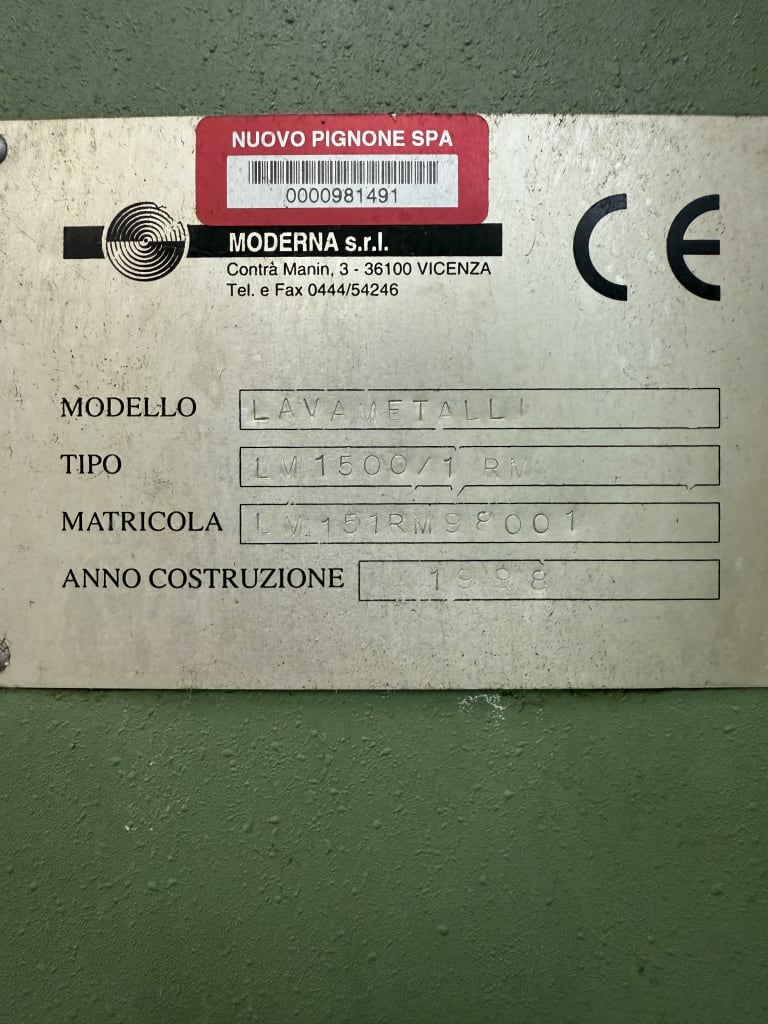 NUOVO PIGNONE SPA
0000981491
MODERNA s.r.l.
Contrà Manin, 3 - 36100 VICENZA
Tel. e Fax 0444/54246
CE
MODELLO LAVAMETALLI
TIPO LM1500/1 RM
MATRICOLA LM151RM98001
ANNO COSTRUZIONE 1998